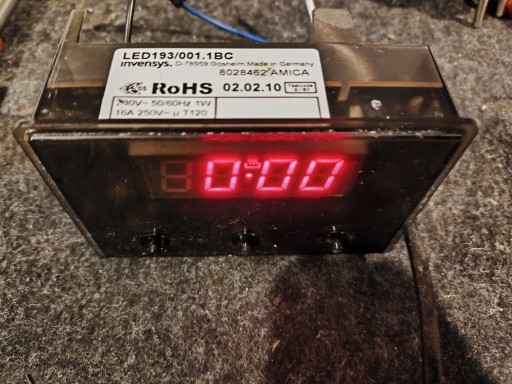 LED193/001.1BC
invensys. D-78559 Gosheim Made in Germany
8028462 AMICA
RoHS 02.02.10
230V~ 50/60Hz 1W
16A 250V~ µ T120
0:00